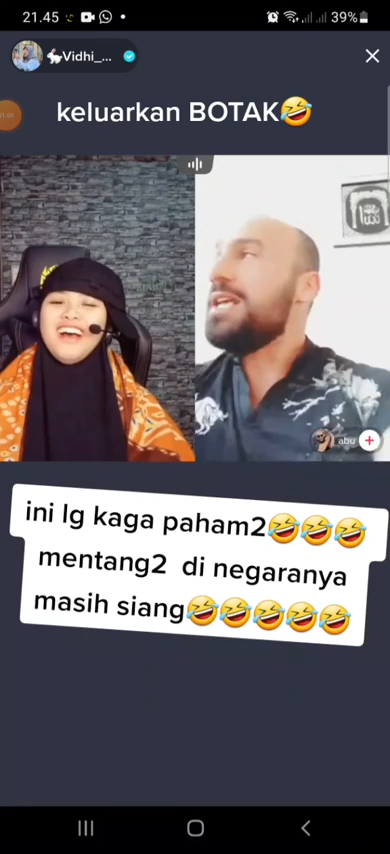 21.45
39%
🐇Vidhi_...
keluarkan BOTAK🤣
abu
ini lg kaga paham2🤣🤣🤣
mentang2 di negaranya
masih siang🤣🤣🤣🤣🤣